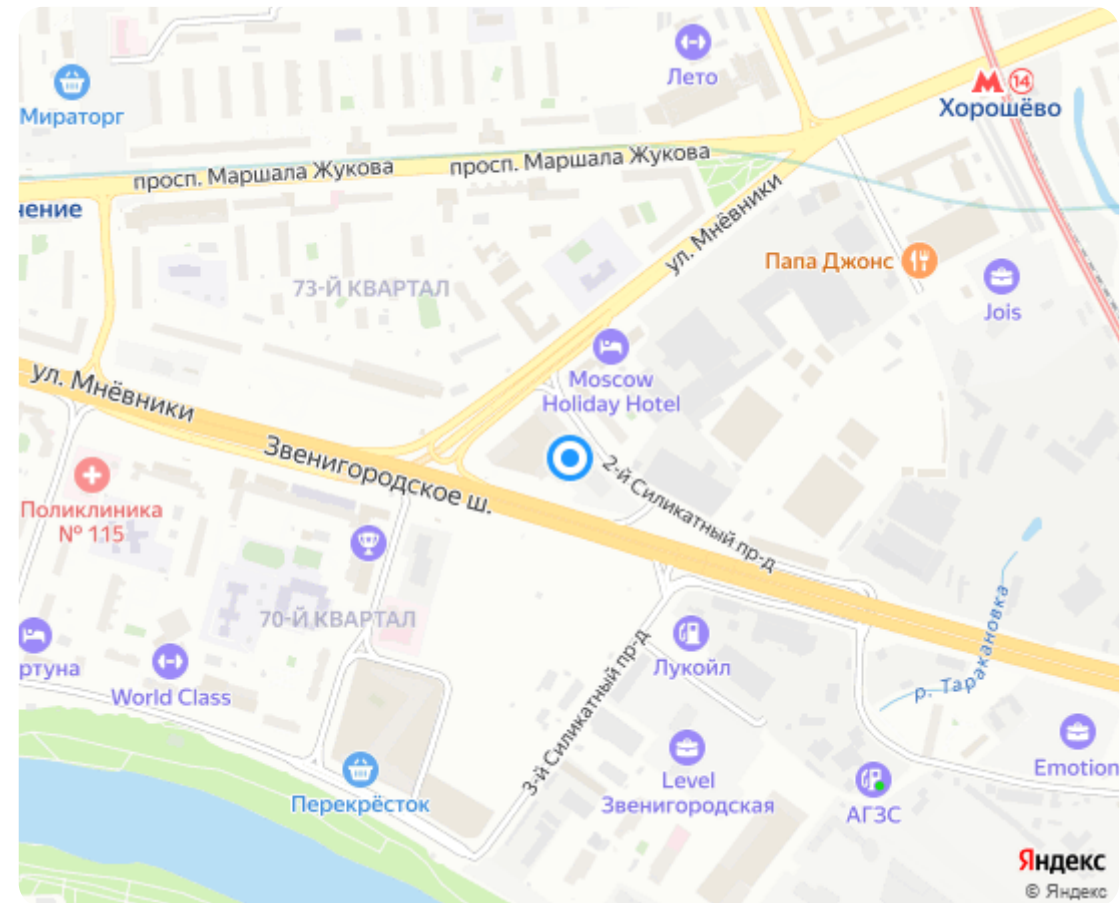 Лето
14
Хорошёво
Мираторг
просп. Маршала Жукова
просп. Маршала Жукова
нение
ул. Мнёвники
Папа Джонс
Jois
73-Й КВАРТАЛ
Moscow
Holiday Hotel
ул. Мнёвники
Звенигородское ш.
2-й Силикатный пр-д
Поликлиника
№ 115
70-Й КВАРТАЛ
р. Таракановка
ртуна
World Class
Лукойл
3-й Силикатный пр-д
Emotion
Level
Звенигородская
Перекрёсток
АГЗС
Яндекс
© Яндекс